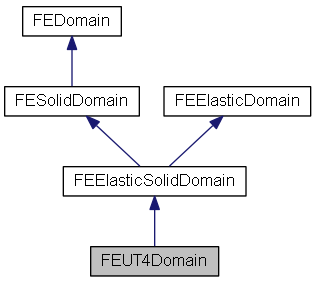 FEDomain
FESolidDomain
FEElasticDomain
FEElasticSolidDomain
FEUT4Domain